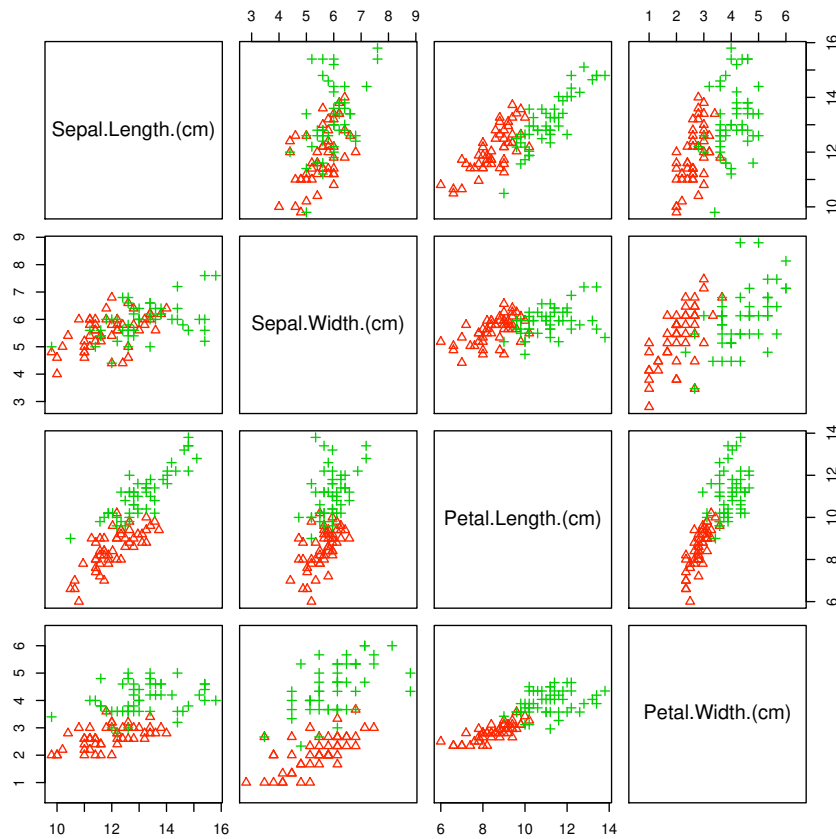 3 4 5 6 7 8 9
1 2 3 4 5 6
Sepal.Length.(cm)
10 12 14 16
3 4 5 6 7 8 9
Sepal.Width.(cm)
Petal.Length.(cm)
6 8 10 12 14
1 2 3 4 5 6
Petal.Width.(cm)
10 12 14 16
6 8 10 12 14